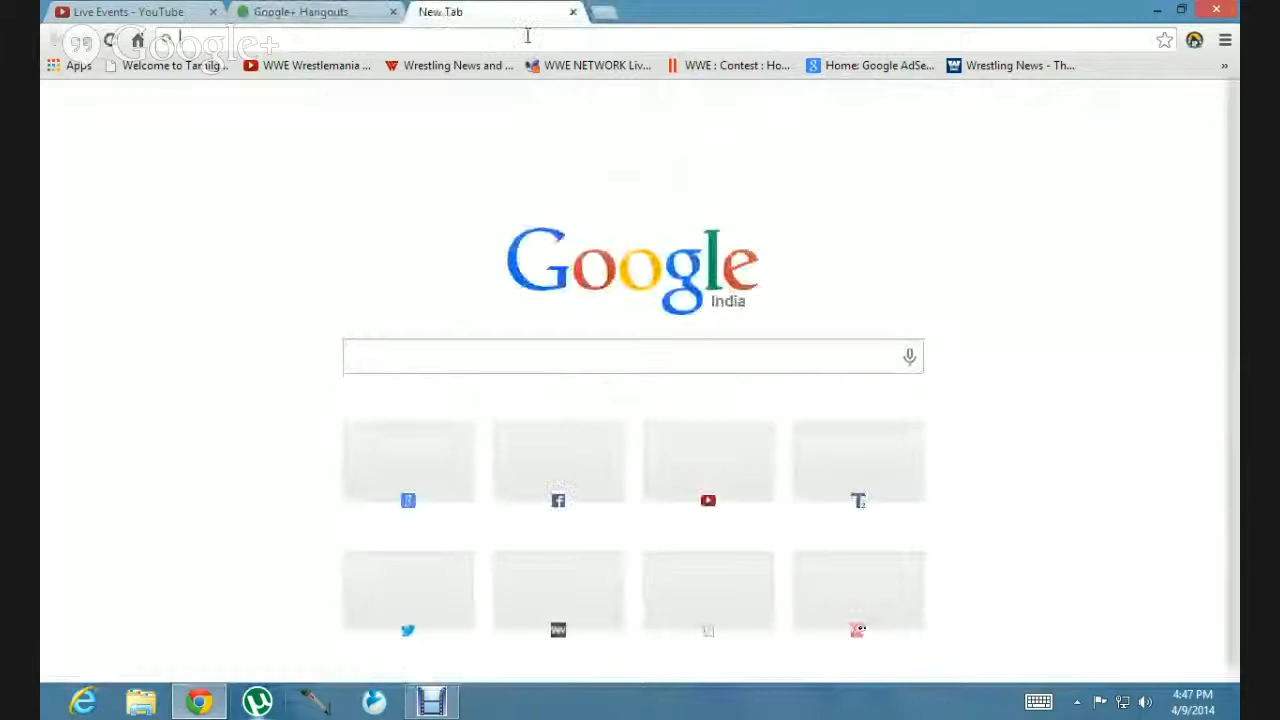 Live Events - YouTube
Google+ Hangouts
New Tab
Google+
Apps
Welcome to Tamilg..
WWE Wrestlemania ...
Wrestling News and ...
WWE NETWORK Liv...
WWE : Contest : Ho...
Home: Google AdSe...
Wrestling News - Th...
»
Google
India
4:47 PM
4/9/2014